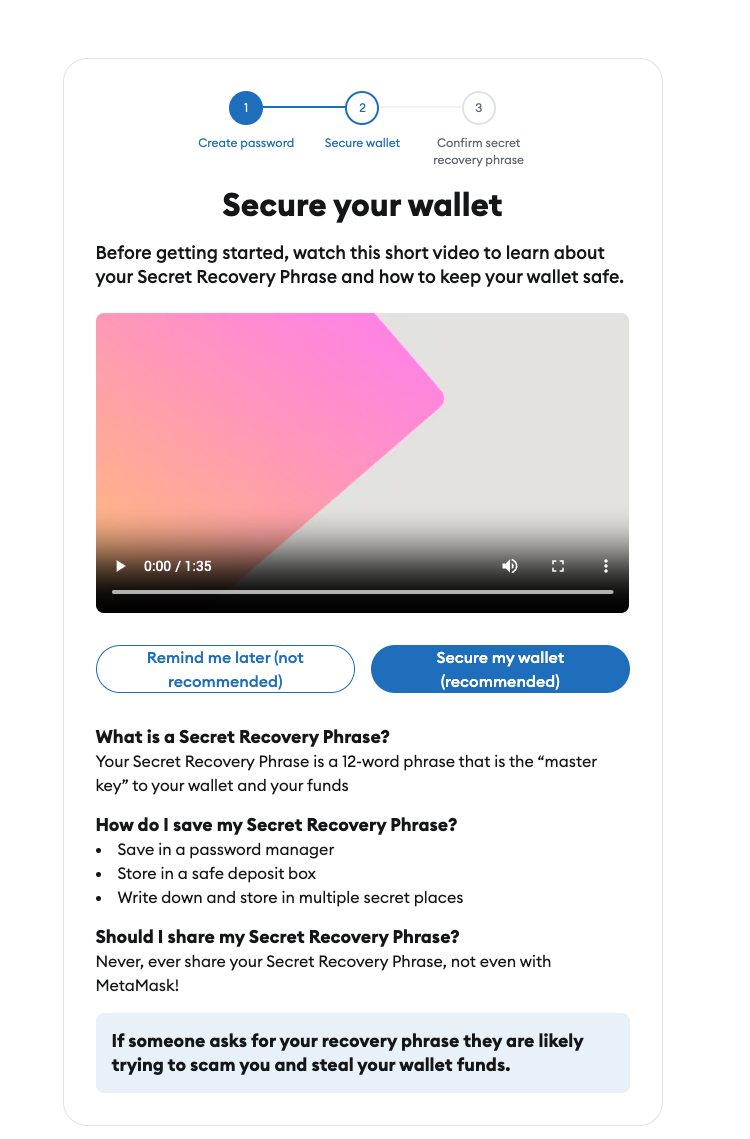 1
2
3
Create password
Secure wallet
Confirm secret
recovery phrase
Secure your wallet
Before getting started, watch this short video to learn about
your Secret Recovery Phrase and how to keep your wallet safe.
0:00 / 1:35
Remind me later (not
recommended)
Secure my wallet
(recommended)
What is a Secret Recovery Phrase?
Your Secret Recovery Phrase is a 12-word phrase that is the “master
key” to your wallet and your funds
How do I save my Secret Recovery Phrase?
• Save in a password manager
• Store in a safe deposit box
• Write down and store in multiple secret places
Should I share my Secret Recovery Phrase?
Never, ever share your Secret Recovery Phrase, not even with
MetaMask!
If someone asks for your recovery phrase they are likely
trying to scam you and steal your wallet funds.